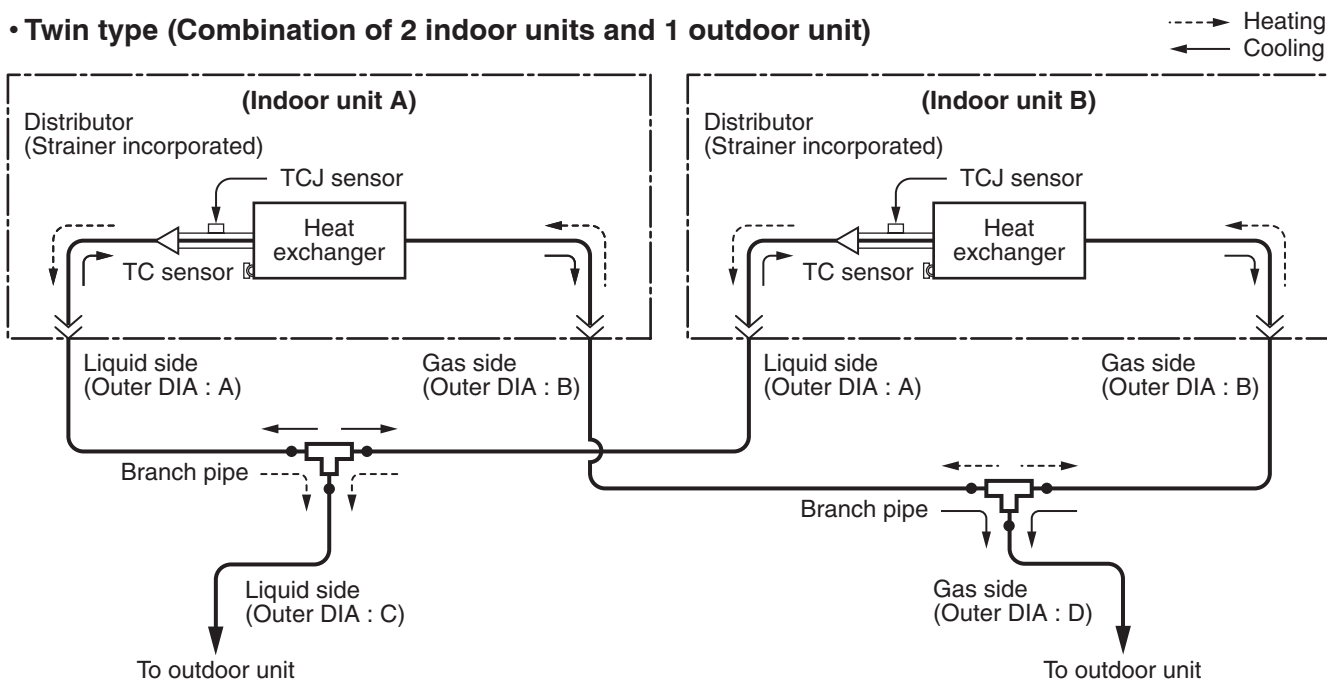 • Twin type (Combination of 2 indoor units and 1 outdoor unit)
Heating
Cooling
(Indoor unit A)
Distributor
(Strainer incorporated)
TCJ sensor
Heat
exchanger
TC sensor
Liquid side
(Outer DIA : A)
Gas side
(Outer DIA : B)
(Indoor unit B)
Distributor
(Strainer incorporated)
TCJ sensor
Heat
exchanger
TC sensor
Liquid side
(Outer DIA : A)
Gas side
(Outer DIA : B)
Branch pipe
Branch pipe
Liquid side
(Outer DIA : C)
Gas side
(Outer DIA : D)
To outdoor unit
To outdoor unit